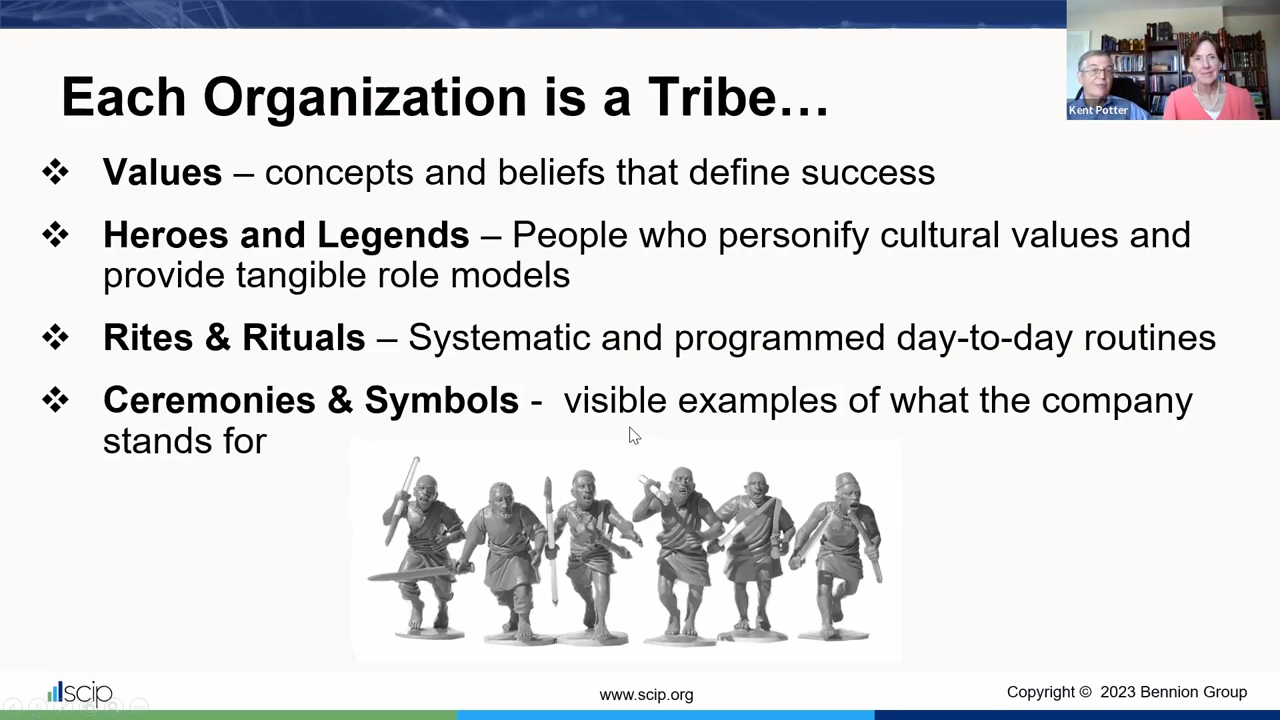 Each Organization is a Tribe…
Kent Potter
❖ Values – concepts and beliefs that define success
❖ Heroes and Legends – People who personify cultural values and
provide tangible role models
❖ Rites & Rituals – Systematic and programmed day-to-day routines
❖ Ceremonies & Symbols -  visible examples of what the company
stands for
scip
www.scip.org
Copyright © 2023 Bennion Group